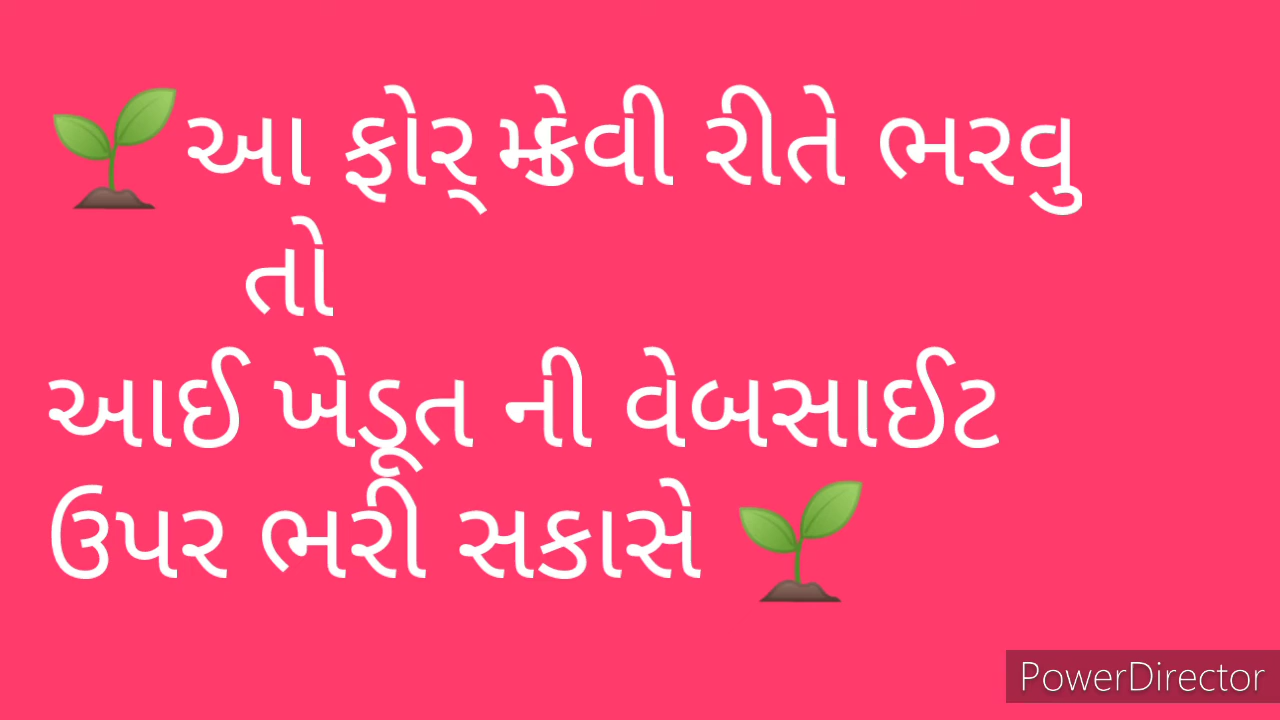 🌱આ ફોર્ મ્કેવી રીતે ભરવુ
તો
આઈ ખેડૂત ની વેબસાઈટ
ઉપર ભરી સકાસે 🌱
PowerDirector